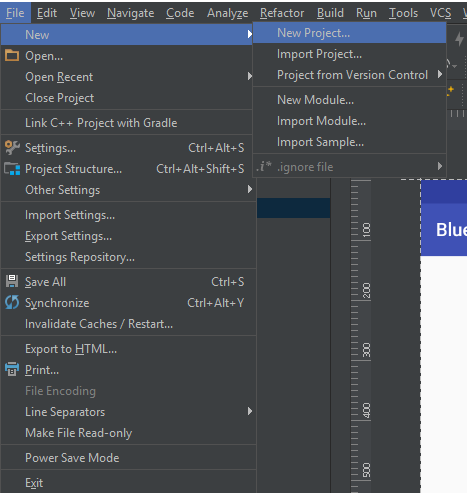 File Edit View Navigate Code Analyze Refactor Build Run Tools VCS
New
Open...
Open Recent
Close Project
Link C++ Project with Gradle
Settings... Ctrl+Alt+S
Project Structure... Ctrl+Alt+Shift+S
Other Settings
Import Settings...
Export Settings...
Settings Repository...
Save All Ctrl+S
Synchronize Ctrl+Alt+Y
Invalidate Caches / Restart...
Export to HTML...
Print...
File Encoding
Line Separators
Make File Read-only
Power Save Mode
Exit
New Project...
Import Project...
Project from Version Control
New Module...
Import Module...
Import Sample...
.i* .ignore file
Blue
100
200
300
400
500